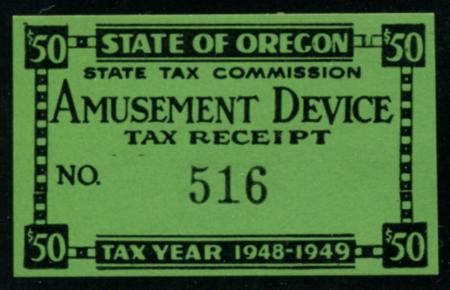 $50 STATE OF OREGON $50
STATE TAX COMMISSION
AMUSEMENT DEVICE
TAX RECEIPT
NO. 516
$50 TAX YEAR 1948-1949 $50